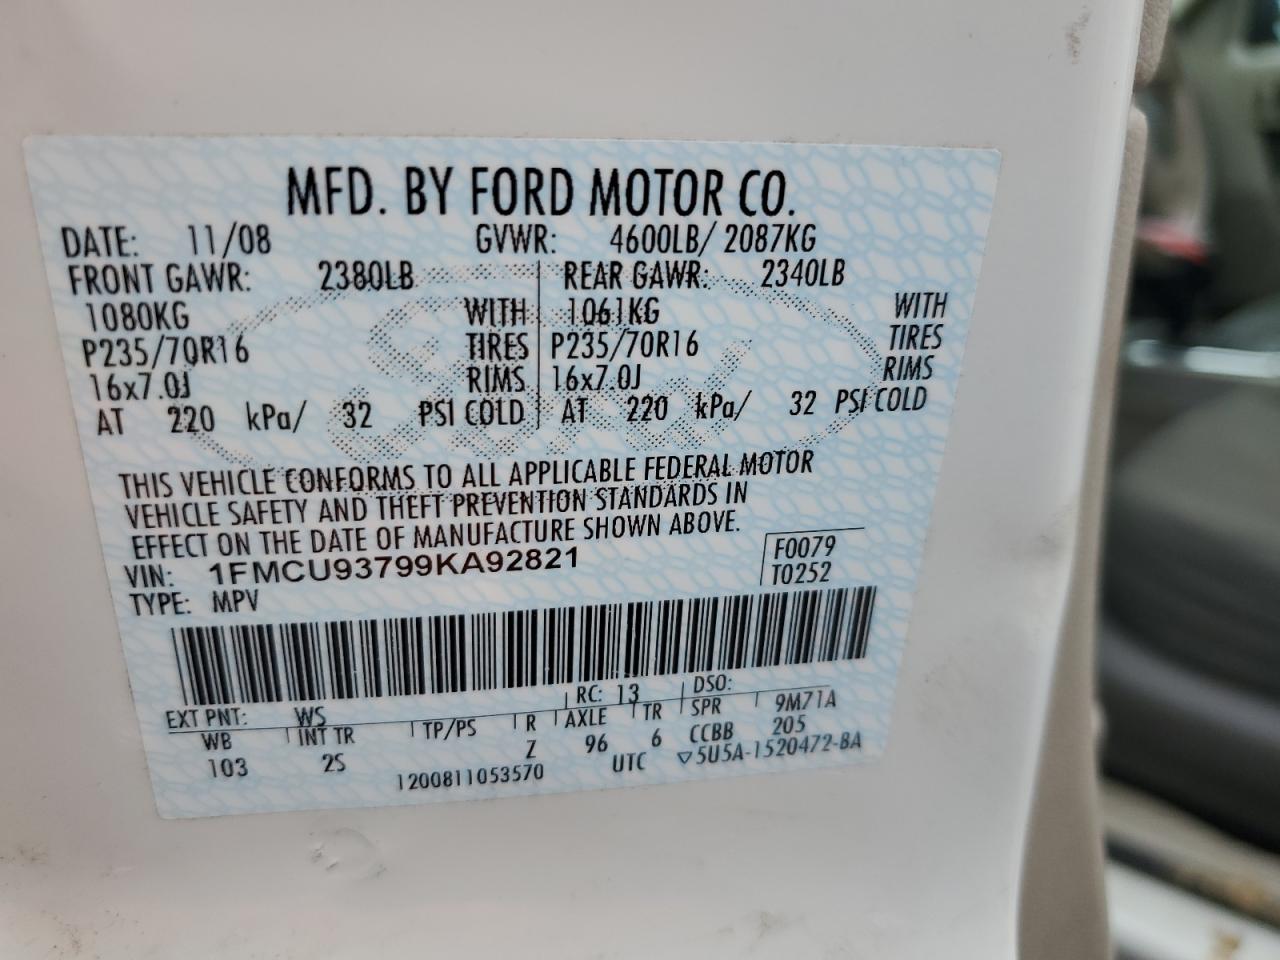 MFD. BY FORD MOTOR CO.
DATE: 11/08 GVWR: 4600LB/ 2087KG
FRONT GAWR: 2380LB REAR GAWR: 2340LB
1080KG WITH 1061KG WITH
P235/70R16 TIRES P235/70R16 TIRES
16x7.0J RIMS 16x7.0J RIMS
AT 220 kPa/ 32 PSI COLD AT 220 kPa/ 32 PSI COLD
THIS VEHICLE CONFORMS TO ALL APPLICABLE FEDERAL MOTOR
VEHICLE SAFETY AND THEFT PREVENTION STANDARDS IN
EFFECT ON THE DATE OF MANUFACTURE SHOWN ABOVE.
VIN: 1FMCU93799KA92821 F0079
TYPE: MPV T0252
EXT PNT: WS RC: 13 DSO:
WB INT TR TP/PS R AXLE TR SPR 9M71A
103 2S Z 96 6 CCBB 205
1200811053570 UTC ▽5U5A-1520472-BA